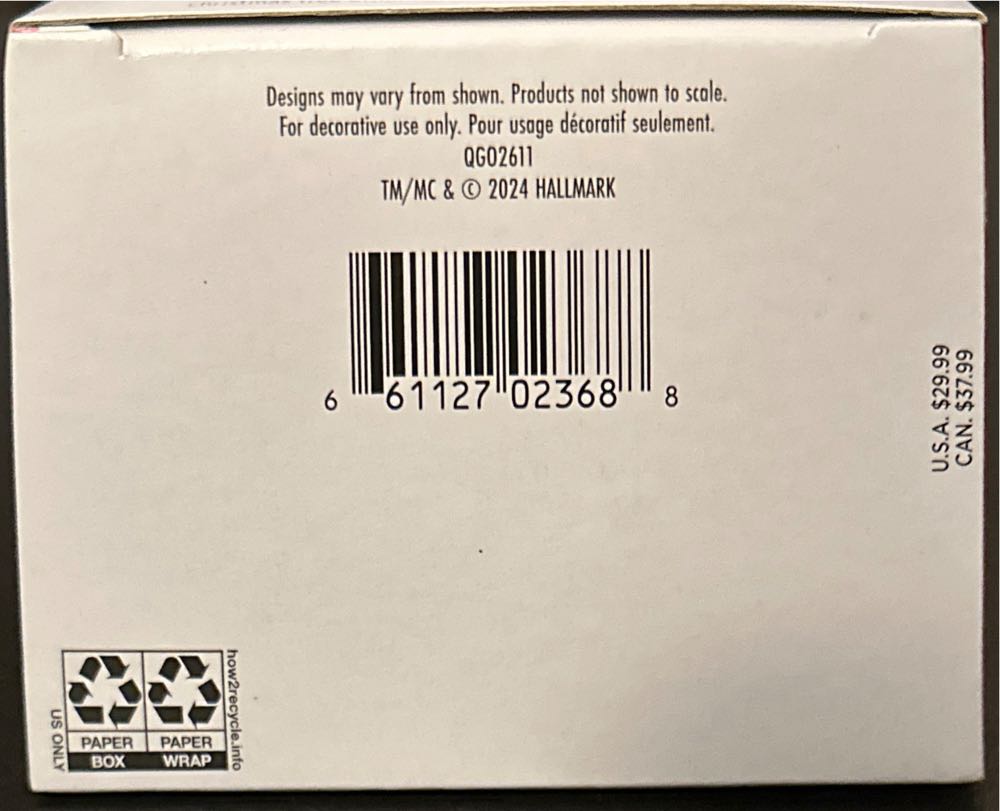 Designs may vary from shown. Products not shown to scale.
For decorative use only. Pour usage décoratif seulement.
QGO2611
TM/MC & © 2024 HALLMARK
6 61127 02368 8
U.S.A. $29.99
CAN. $37.99
how2recycle.info
US ONLY
PAPER PAPER
BOX WRAP